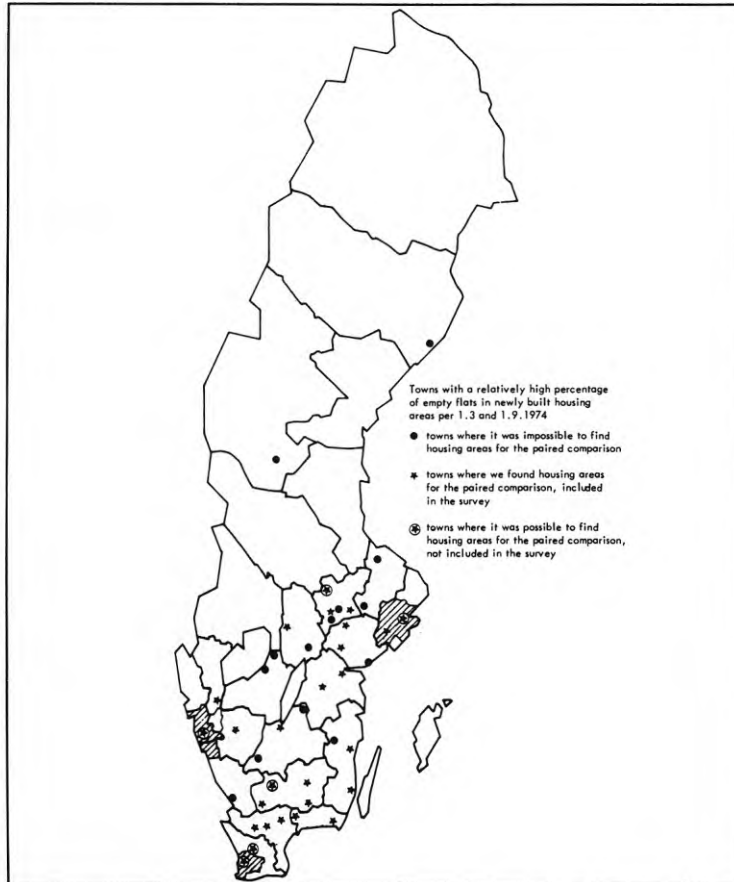 Towns with a relatively high percentage
of empty flats in newly built housing
areas per 1.3 and 1.9.1974
towns where it was impossible to find
housing areas for the paired comparison
towns where we found housing areas
for the paired comparison, included
in the survey
towns where it was possible to find
housing areas for the paired comparison,
not included in the survey